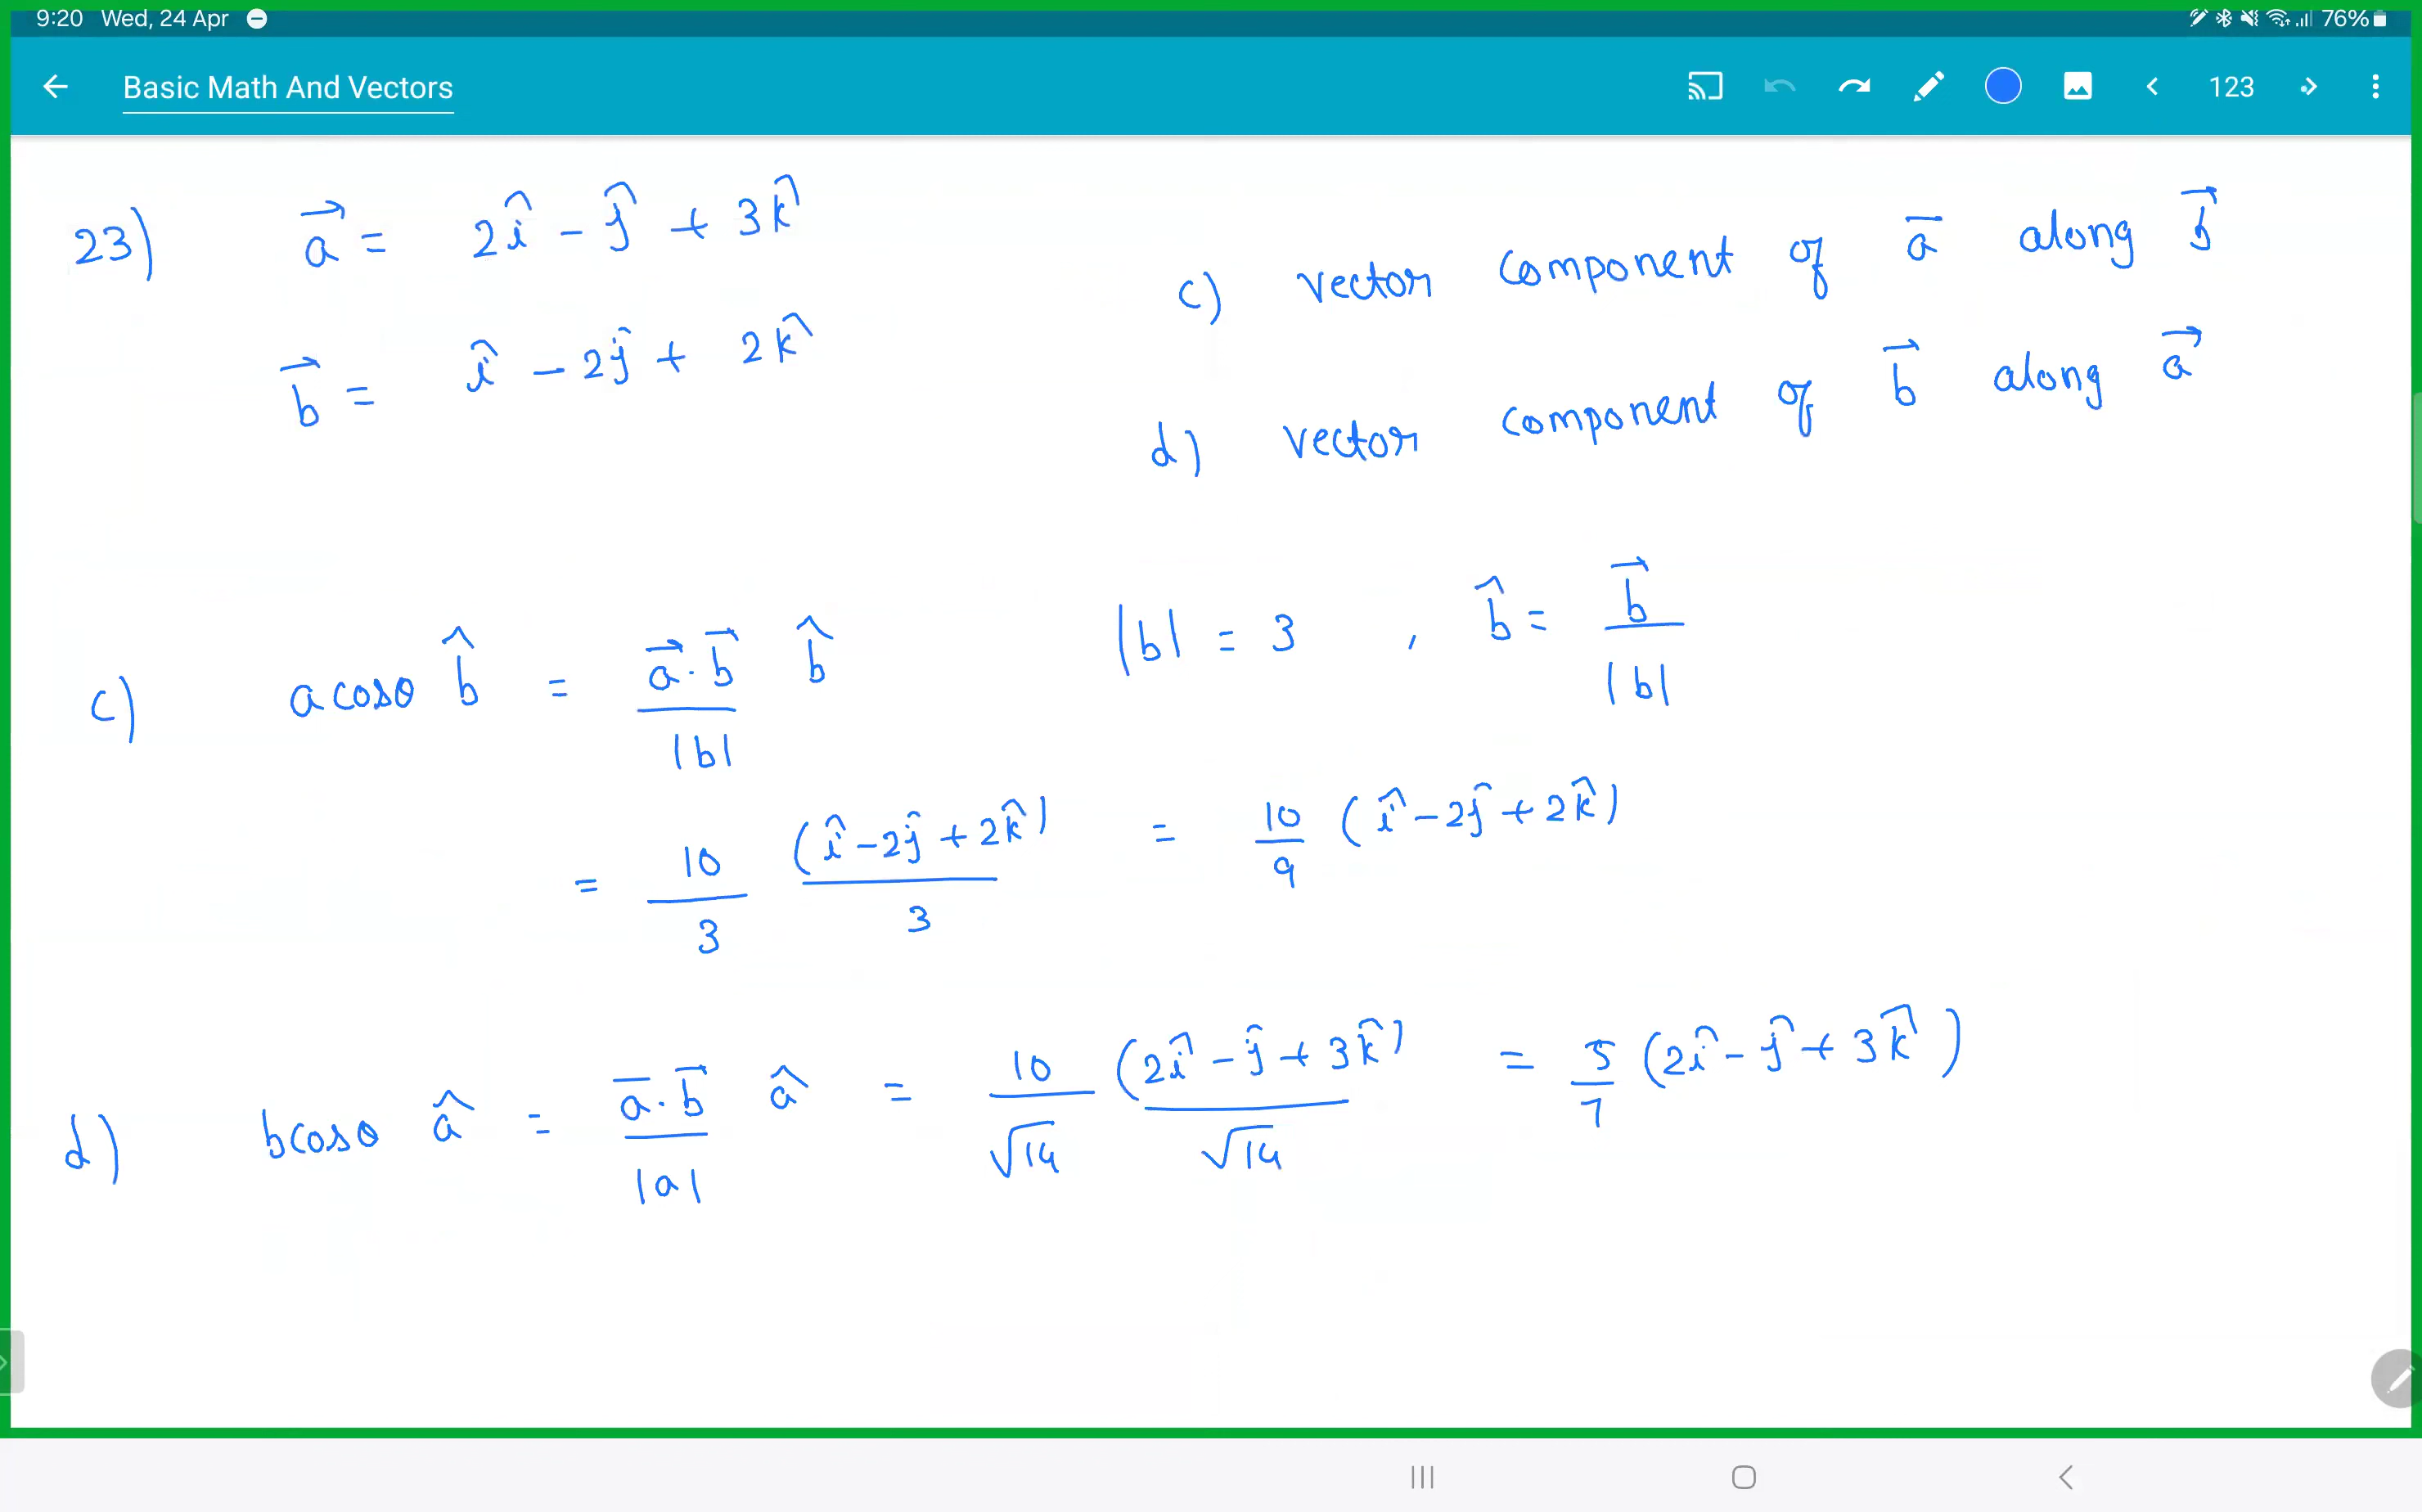 9:20 Wed, 24 Apr 76%
Basic Math And Vectors 123
23) a⃗ = 2î - ĵ + 3k̂
b⃗ = î - 2ĵ + 2k̂
c) vector component of a⃗ along b⃗
d) vector component of b⃗ along a⃗
c) a cosθ b̂ = (a⃗.b⃗)/|b| b̂ |b| = 3 , b̂ = b⃗/|b|
= 10/3 (î - 2ĵ + 2k̂)/3 = 10/9 (î - 2ĵ + 2k̂)
d) b cosθ â = (a⃗.b⃗)/|a| â = 10/√14 (2î - ĵ + 3k̂)/√14 = 5/7 (2î - ĵ + 3k̂)